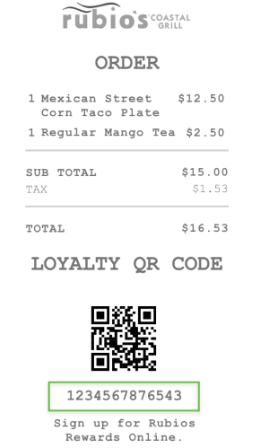 rubio's COASTAL
GRILL
ORDER
1 Mexican Street $12.50
Corn Taco Plate
1 Regular Mango Tea $2.50
SUB TOTAL $15.00
TAX $1.53
TOTAL $16.53
LOYALTY QR CODE
1234567876543
Sign up for Rubios
Rewards Online.